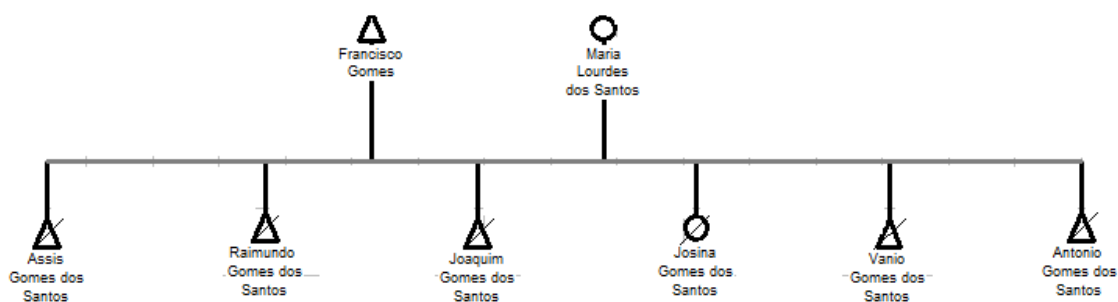 Francisco
Gomes
Maria
Lourdes
dos Santos
Assis
Gomes dos
Santos
Raimundo
Gomes dos
Santos
Joaquim
Gomes dos
Santos
Josina
Gomes dos
Santos
Vanio
Gomes dos
Santos
Antonio
Gomes dos
Santos